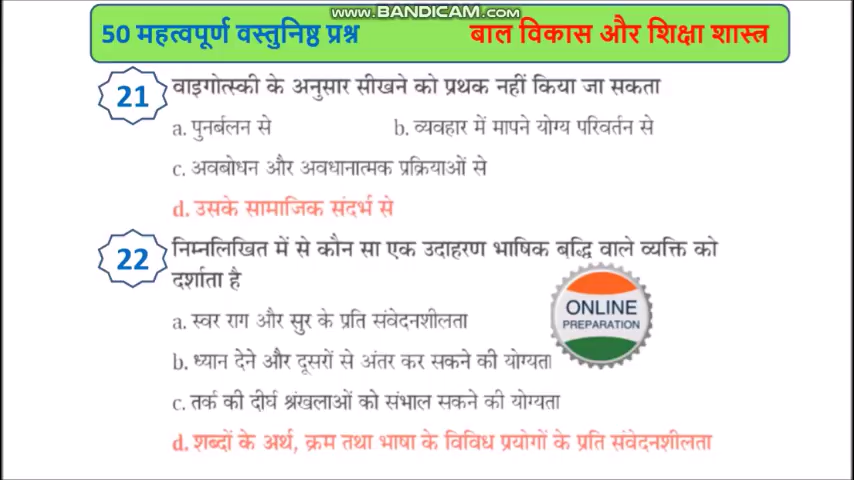 www.BANDICAM.com
50 महत्वपूर्ण वस्तुनिष्ठ प्रश्न बाल विकास और शिक्षा शास्त्र
21 वाइगोत्स्की के अनुसार सीखने को प्रथक नहीं किया जा सकता
a. पुनर्बलन से b. व्यवहार में मापने योग्य परिवर्तन से
c. अवबोधन और अवधानात्मक प्रक्रियाओं से
d. उसके सामाजिक संदर्भ से
22 निम्नलिखित में से कौन सा एक उदाहरण भाषिक बुद्धि वाले व्यक्ति को
दर्शाता है
ONLINE
PREPARATION
a. स्वर राग और सुर के प्रति संवेदनशीलता
b. ध्यान देने और दूसरों से अंतर कर सकने की योग्यता
c. तर्क की दीर्घ श्रंखलाओं को संभाल सकने की योग्यता
d. शब्दों के अर्थ, क्रम तथा भाषा के विविध प्रयोगों के प्रति संवेदनशीलता